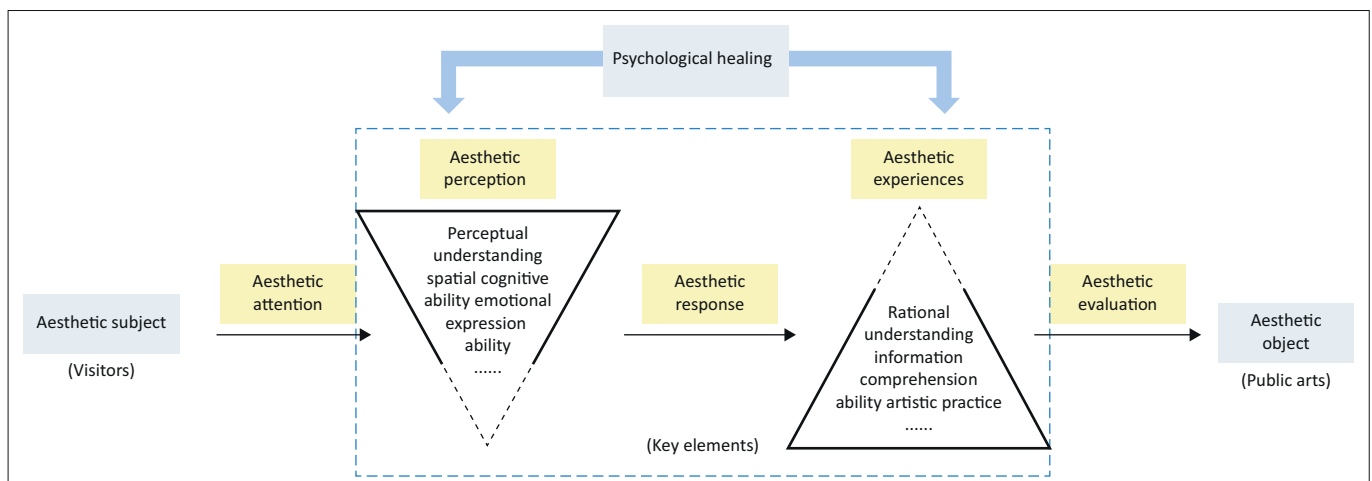 Psychological healing
Aesthetic
perception
Aesthetic
experiences
Perceptual
understanding
spatial cognitive
ability emotional
expression
ability
......
Aesthetic
attention
Aesthetic
response
Aesthetic
evaluation
Aesthetic subject
(Visitors)
Rational
understanding
information
comprehension
ability artistic practice
......
Aesthetic
object
(Public arts)
(Key elements)